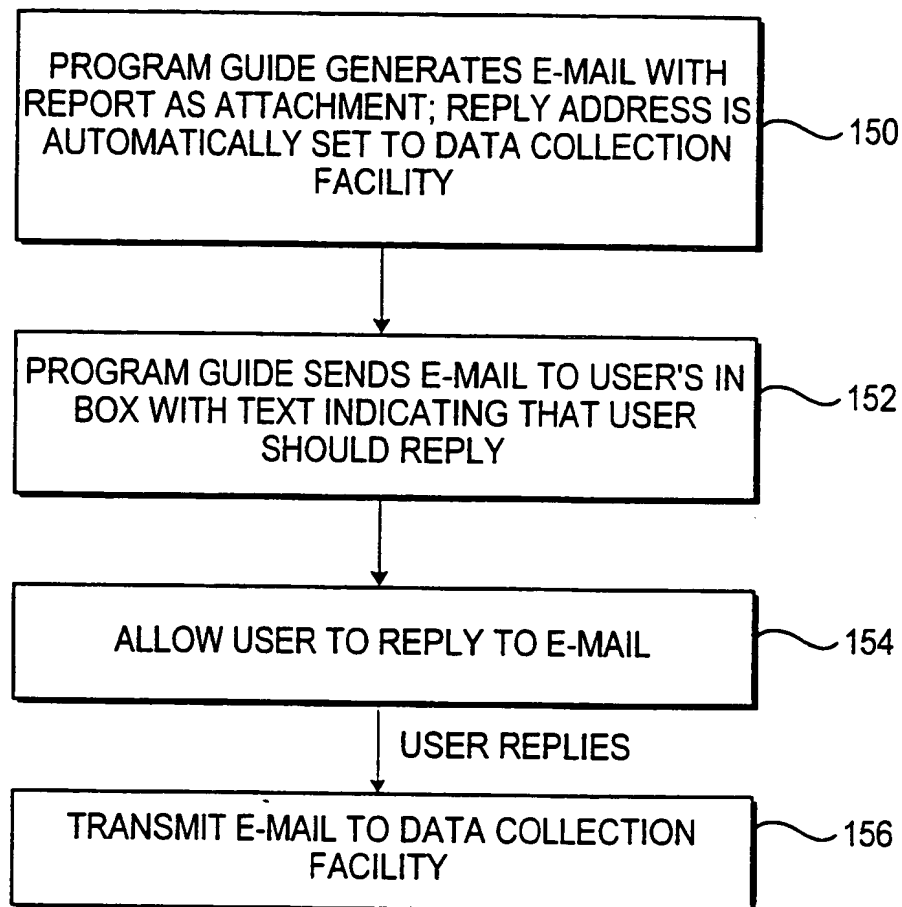 PROGRAM GUIDE GENERATES E-MAIL WITH
REPORT AS ATTACHMENT; REPLY ADDRESS IS
AUTOMATICALLY SET TO DATA COLLECTION
FACILITY
150
PROGRAM GUIDE SENDS E-MAIL TO USER'S IN
BOX WITH TEXT INDICATING THAT USER
SHOULD REPLY
152
ALLOW USER TO REPLY TO E-MAIL
154
USER REPLIES
TRANSMIT E-MAIL TO DATA COLLECTION
FACILITY
156